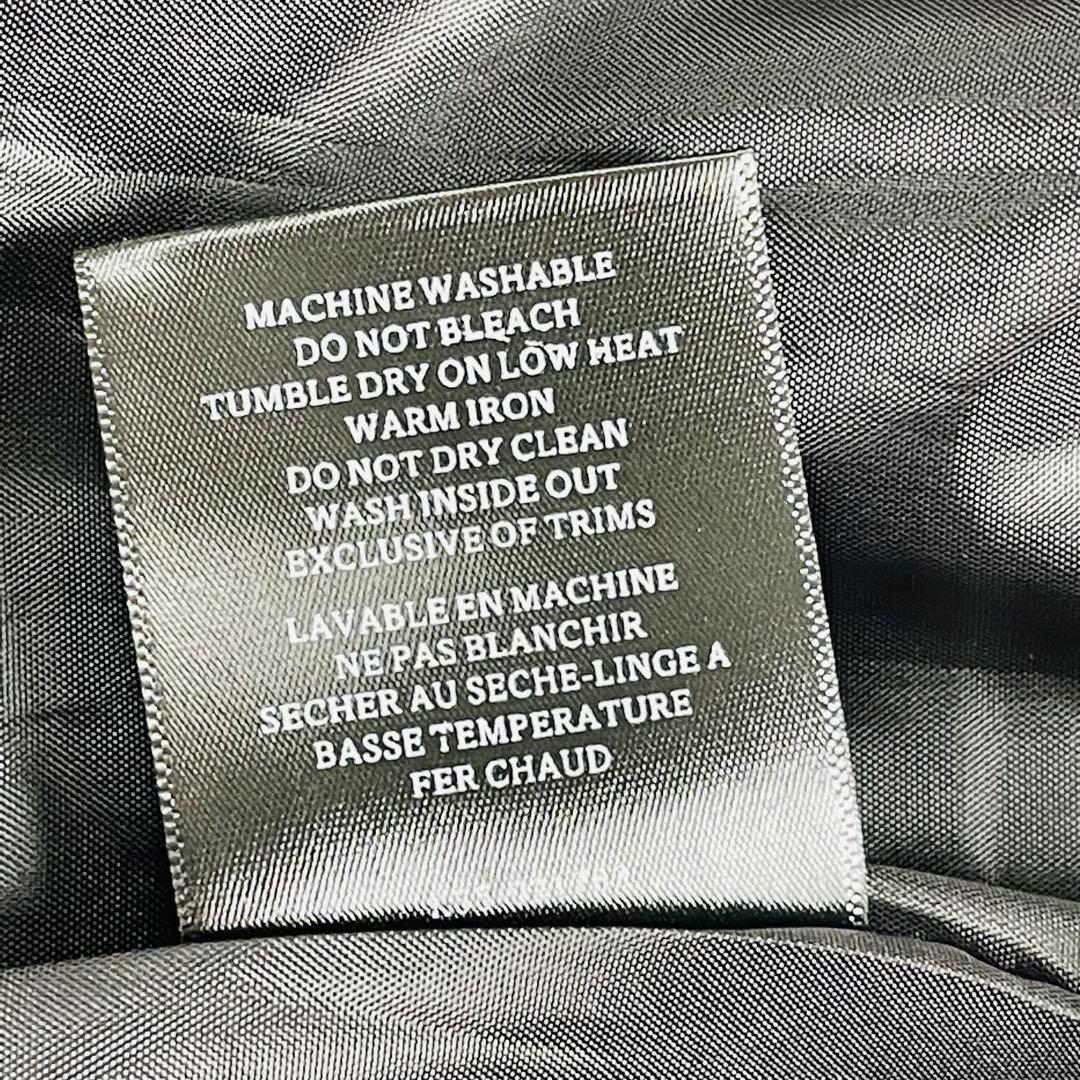 MACHINE WASHABLE
DO NOT BLEACH
TUMBLE DRY ON LOW HEAT
WARM IRON
DO NOT DRY CLEAN
WASH INSIDE OUT
EXCLUSIVE OF TRIMS
LAVABLE EN MACHINE
NE PAS BLANCHIR
SECHER AU SECHE-LINGE A
BASSE TEMPERATURE
FER CHAUD